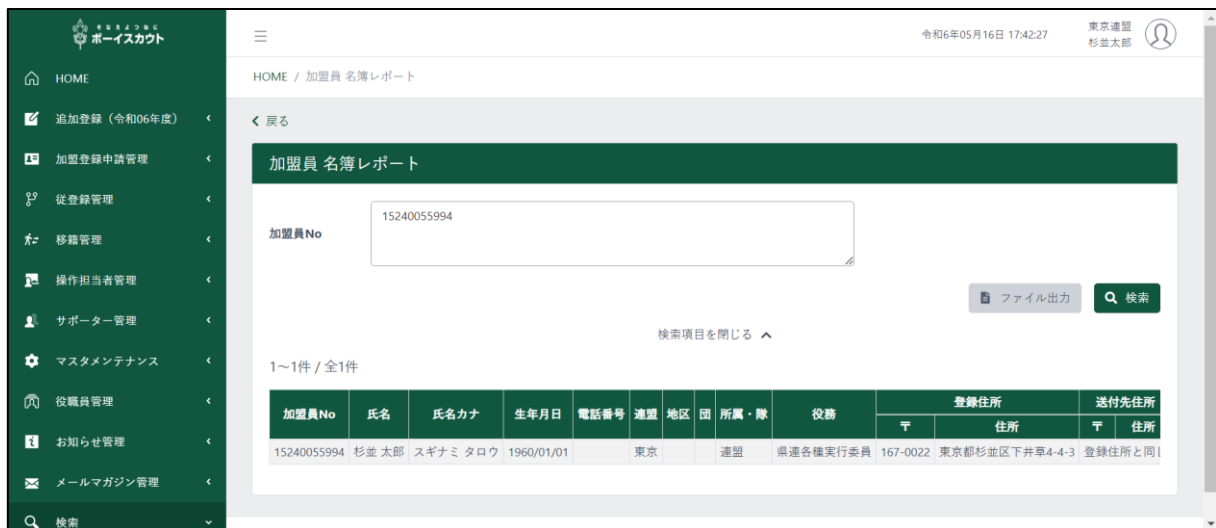 そなえよつねに
ボーイスカウト
令和6年05月16日 17:42:27
東京連盟
杉並太郎
HOME
追加登録（令和06年度）
加盟登録申請管理
従登録管理
移籍管理
操作担当者管理
サポーター管理
マスタメンテナンス
役職員管理
お知らせ管理
メールマガジン管理
検索
HOME / 加盟員 名簿レポート
戻る
加盟員 名簿レポート
加盟員No
15240055994
ファイル出力 検索
検索項目を閉じる
1～1件 / 全1件
加盟員No 氏名 氏名カナ 生年月日 電話番号 連盟 地区 団 所属・隊 役務 登録住所 送付先住所
〒 住所 〒 住所
15240055994 杉並 太郎 スギナミ タロウ 1960/01/01 東京 連盟 県連各種実行委員 167-0022 東京都杉並区下井草4-4-3 登録住所と同じ